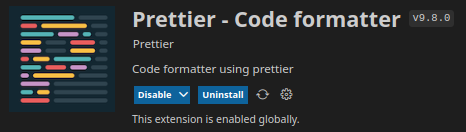 Prettier - Code formatter v9.8.0
Prettier
Code formatter using prettier
Disable Uninstall
This extension is enabled globally.